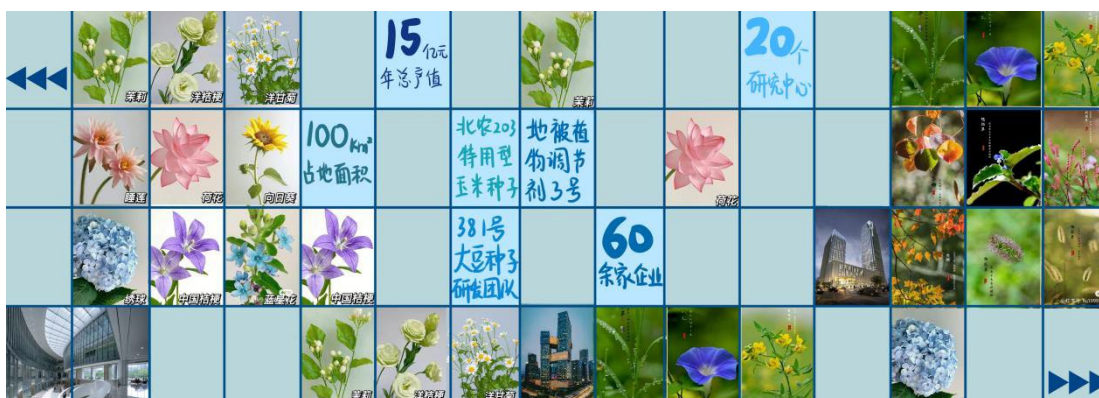 茉莉
洋桔梗
洋甘菊
15亿元
年总产值
茉莉
20个
研究中心
睡莲
荷花
向日葵
100Km²
占地面积
北农203
特用型
玉米种子
地被植
物调节
剂3号
荷花
绣球
中国桔梗
蓝星花
中国桔梗
381号
大豆种子
研发团队
60
余家企业
茉莉
洋桔梗
洋甘菊